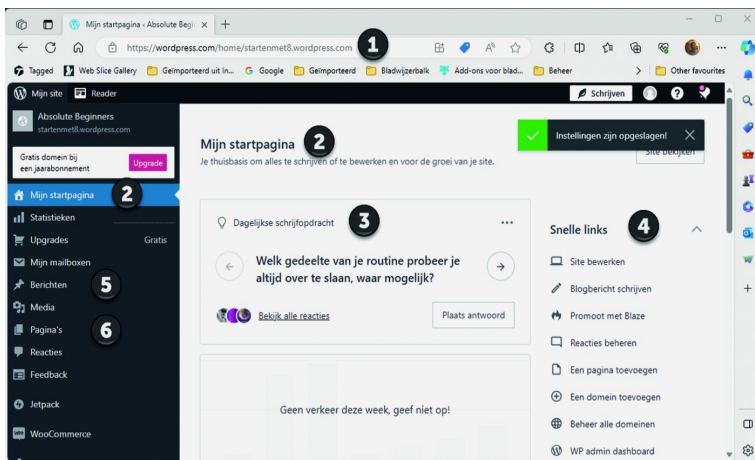 Mijn startpagina ‹ Absolute Begi
https://wordpress.com/home/startenmet8.wordpress.com
1
Tagged Web Slice Gallery Geïmporteerd uit In... Google Geïmporteerd Bladwijzerbalk Add-ons voor blad... Beheer Other favourites
Mijn site Reader Schrijven
Absolute Beginners
startenmet8.wordpress.com
Gratis domein bij
een jaarabonnement
Upgrade
Mijn startpagina 2
Statistieken
Upgrades Gratis
Mijn mailboxen
Berichten 5
Media
Pagina's 6
Reacties
Feedback
Jetpack
WooCommerce
Mijn startpagina 2
Je thuisbasis om alles te schrijven of te bewerken en voor de groei van je site.
Instellingen zijn opgeslagen!
Site bekijken
Dagelijkse schrijfopdracht 3
Welk gedeelte van je routine probeer je
altijd over te slaan, waar mogelijk?
Bekijk alle reacties
Plaats antwoord
Geen verkeer deze week, geef niet op!
Snelle links 4
Site bewerken
Blogbericht schrijven
Promoot met Blaze
Reacties beheren
Een pagina toevoegen
Een domein toevoegen
Beheer alle domeinen
WP admin dashboard